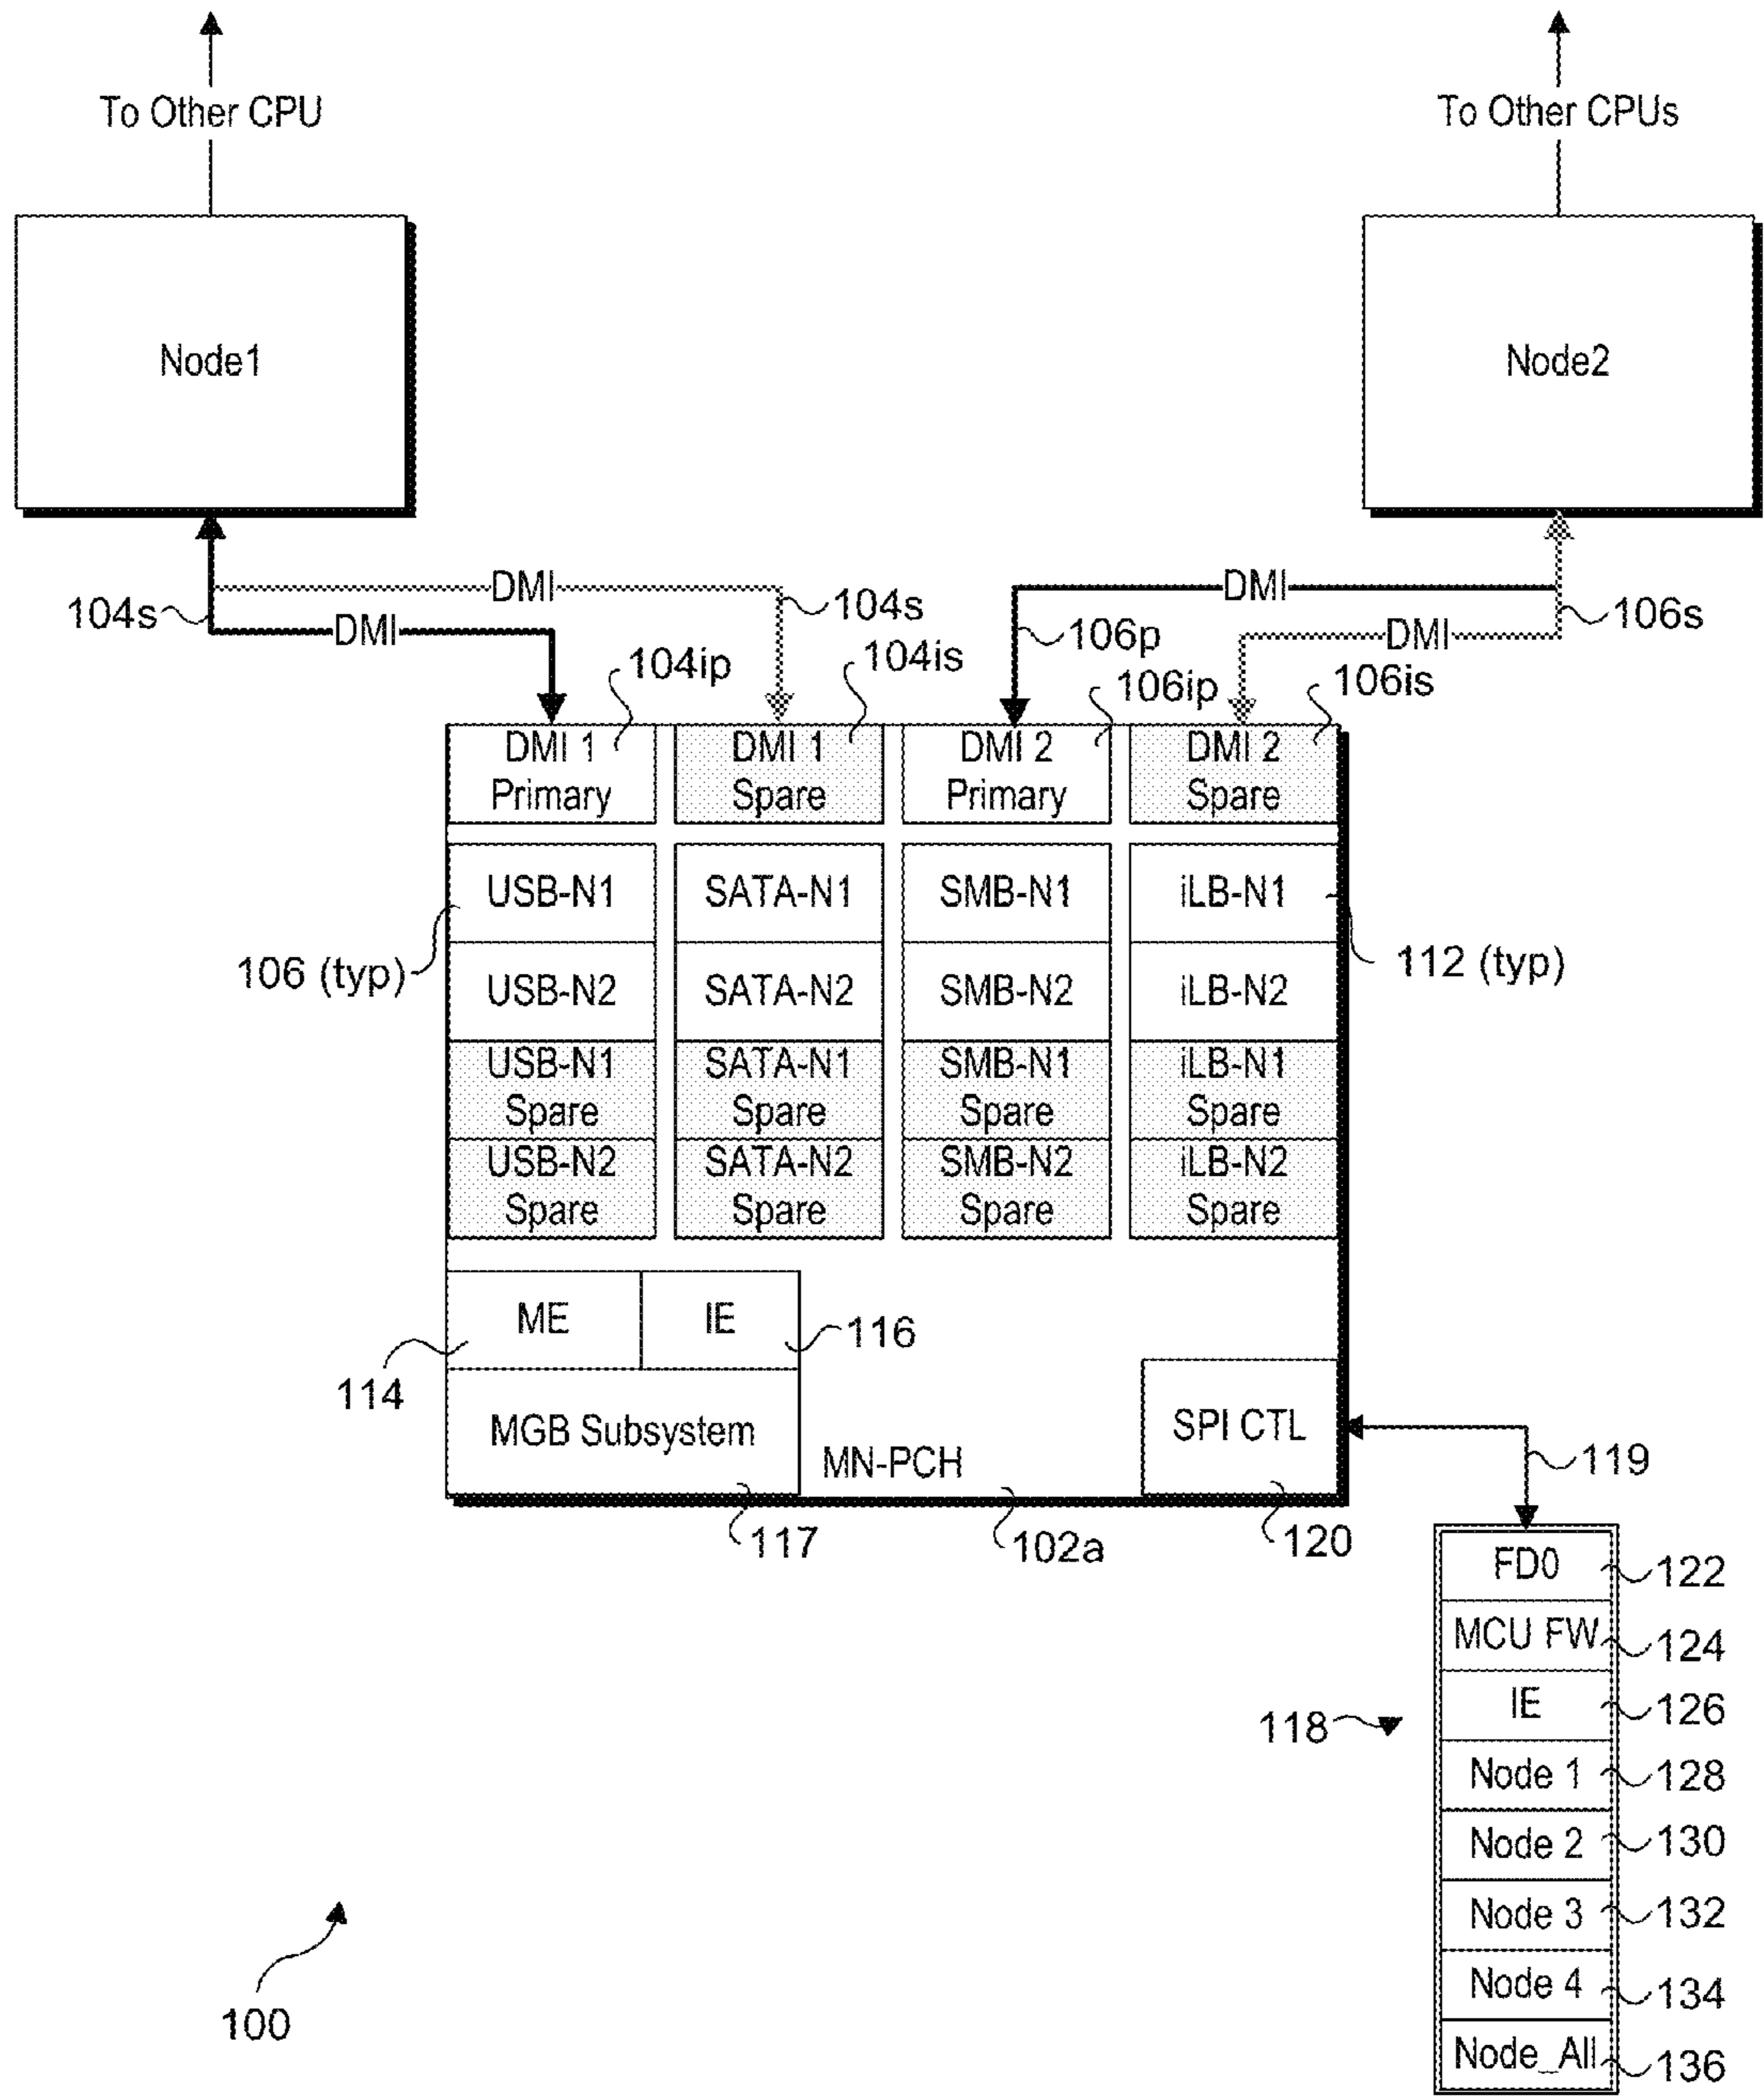 To Other CPU
To Other CPUs
Node1
Node2
DMI
DMI
104s
104s
DMI
106s
DMI
106p
DMI
104ip
104is
106ip
106is
DMI 1
Primary
DMI 1
Spare
DMI 2
Primary
DMI 2
Spare
USB-N1
SATA-N1
SMB-N1
iLB-N1
106 (typ)
112 (typ)
USB-N2
SATA-N2
SMB-N2
iLB-N2
USB-N1
Spare
SATA-N1
Spare
SMB-N1
Spare
iLB-N1
Spare
USB-N2
Spare
SATA-N2
Spare
SMB-N2
Spare
iLB-N2
Spare
ME
IE
116
114
MGB Subsystem
MN-PCH
SPI CTL
119
117
102a
120
FD0
122
MCU FW
124
IE
126
118
Node 1
128
Node 2
130
Node 3
132
Node 4
134
Node_All
136
100